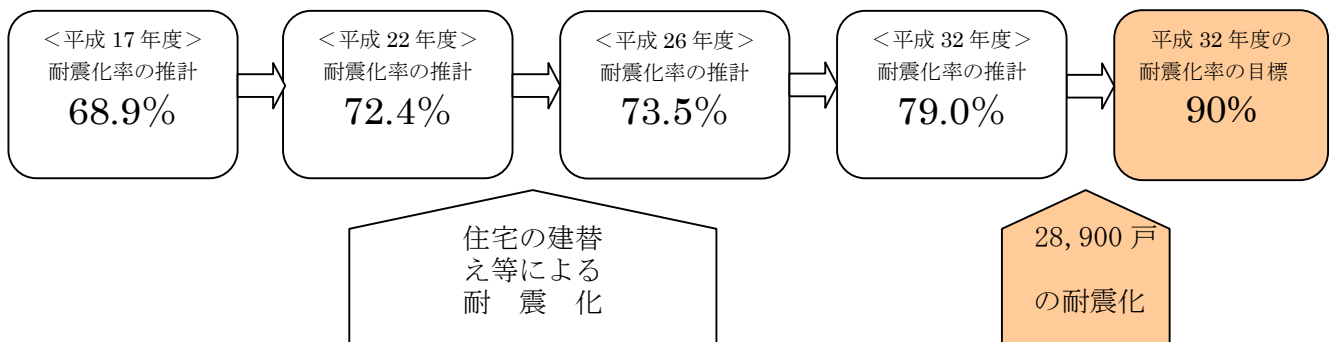 ＜平成 17 年度＞
耐震化率の推計
68.9%
＜平成 22 年度＞
耐震化率の推計
72.4%
＜平成 26 年度＞
耐震化率の推計
73.5%
＜平成 32 年度＞
耐震化率の推計
79.0%
平成 32 年度の
耐震化率の目標
90%
住宅の建替
え等による
耐　震　化
28,900 戸
の耐震化